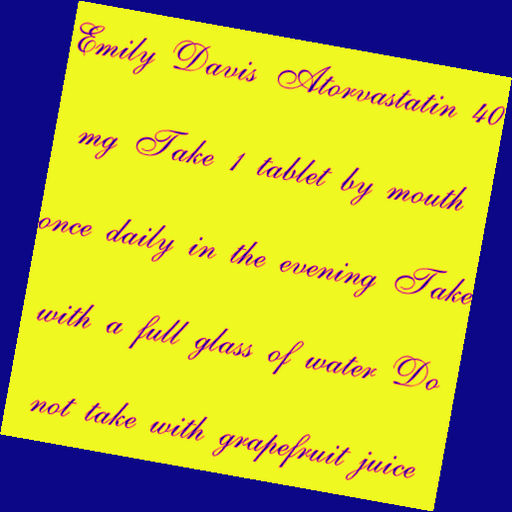 Emily Davis Atorvastatin 40
mg Take 1 tablet by mouth
once daily in the evening Take
with a full glass of water Do
not take with grapefruit juice